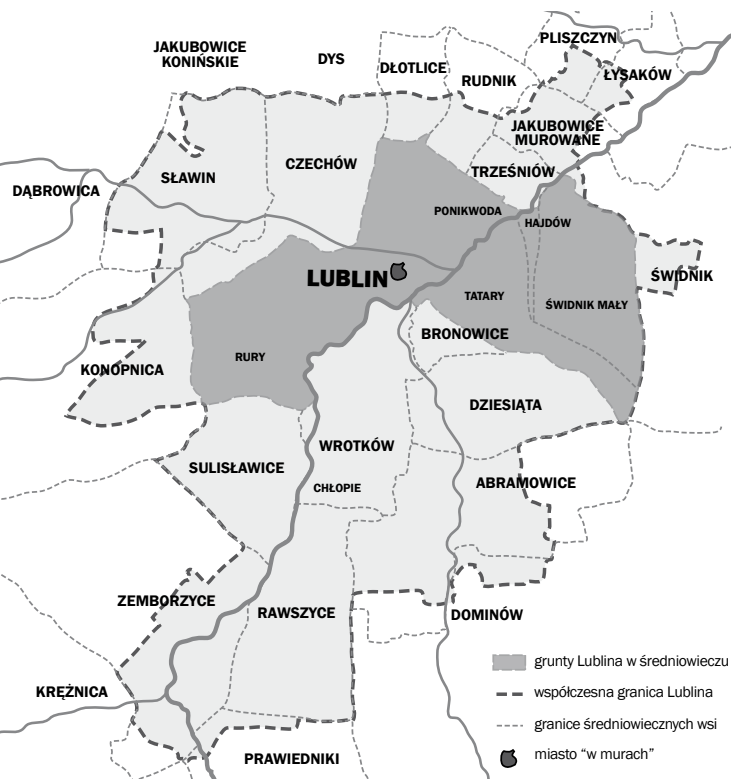 PLISZCZYN
JAKUBOWICE
KONIŃSKIE
DYS
DŁOTLICE
RUDNIK
ŁYSAKÓW
JAKUBOWICE
MUROWANE
CZECHÓW
TRZEŚNIÓW
SŁAWIN
DĄBROWICA
PONIKWODA
HAJDÓW
LUBLIN
ŚWIDNIK
TATARY
ŚWIDNIK MAŁY
BRONOWICE
RURY
KONOPNICA
DZIESIĄTA
WROTKÓW
SULISŁAWICE
CHŁOPIE
ABRAMOWICE
ZEMBORZYCE
RAWSZYCE
DOMINÓW
KRĘŻNICA
PRAWIEDNIKI
grunty Lublina w średniowieczu
współczesna granica Lublina
granice średniowiecznych wsi
miasto "w murach"